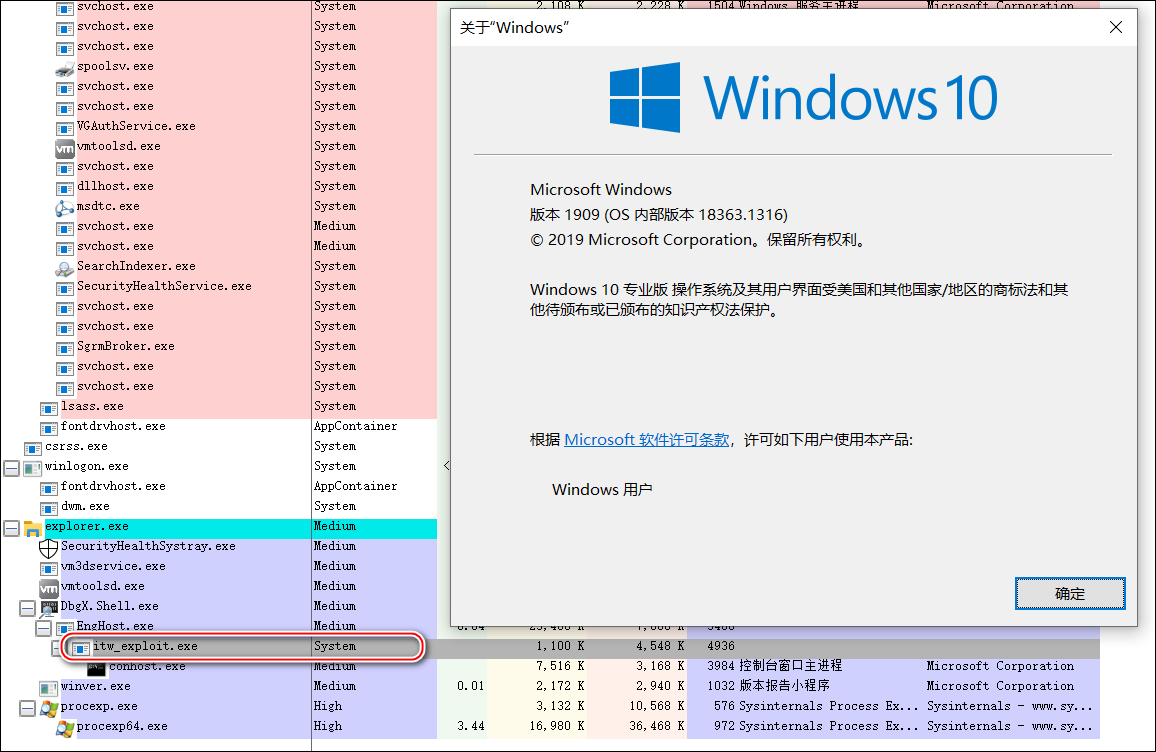 svchost.exe System 2,108 K 2,228 K 1504 Windows 服务主进程 Microsoft Corporation
svchost.exe System
svchost.exe System
spoolsv.exe System
svchost.exe System
svchost.exe System
VGAuthService.exe System
vmtoolsd.exe System
svchost.exe System
dllhost.exe System
msdtc.exe System
svchost.exe Medium
svchost.exe Medium
SearchIndexer.exe System
SecurityHealthService.exe System
svchost.exe System
svchost.exe System
SgrmBroker.exe System
svchost.exe System
svchost.exe System
lsass.exe System
fontdrvhost.exe AppContainer
csrss.exe System
winlogon.exe System
fontdrvhost.exe AppContainer
dwm.exe System
explorer.exe Medium
SecurityHealthSystray.exe Medium
vm3dservice.exe Medium
vmtoolsd.exe Medium
DbgX.Shell.exe Medium
EngHost.exe Medium
itw_exploit.exe System 1,100 K 4,548 K 4936
conhost.exe Medium 7,516 K 3,168 K 3984 控制台窗口主进程 Microsoft Corporation
winver.exe Medium 0.01 2,172 K 2,940 K 1032 版本报告小程序 Microsoft Corporation
procexp.exe High 3,132 K 10,568 K 576 Sysinternals Process Ex... Sysinternals - www.sy...
procexp64.exe High 3.44 16,980 K 36,468 K 972 Sysinternals Process Ex... Sysinternals - www.sy...
关于“Windows”
Windows 10
Microsoft Windows
版本 1909 (OS 内部版本 18363.1316)
© 2019 Microsoft Corporation。保留所有权利。
Windows 10 专业版 操作系统及其用户界面受美国和其他国家/地区的商标法和其
他待颁布或已颁布的知识产权法保护。
根据 Microsoft 软件许可条款，许可如下用户使用本产品:
Windows 用户
确定